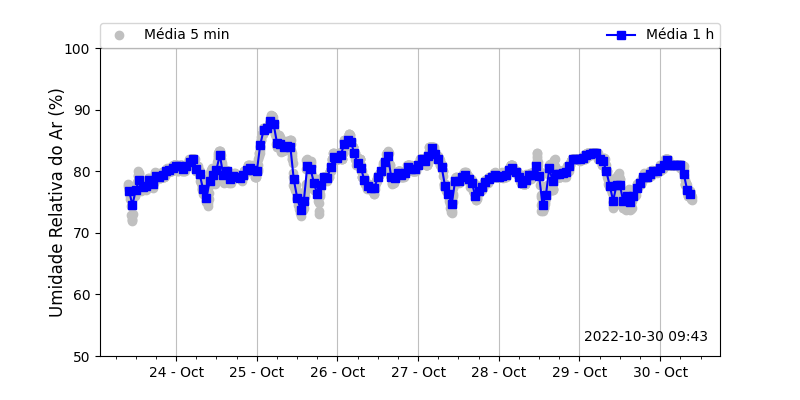 Média 5 min
Média 1 h
Umidade Relativa do Ar (%)
100
90
80
70
60
50
2022-10-30 09:43
24 - Oct
25 - Oct
26 - Oct
27 - Oct
28 - Oct
29 - Oct
30 - Oct